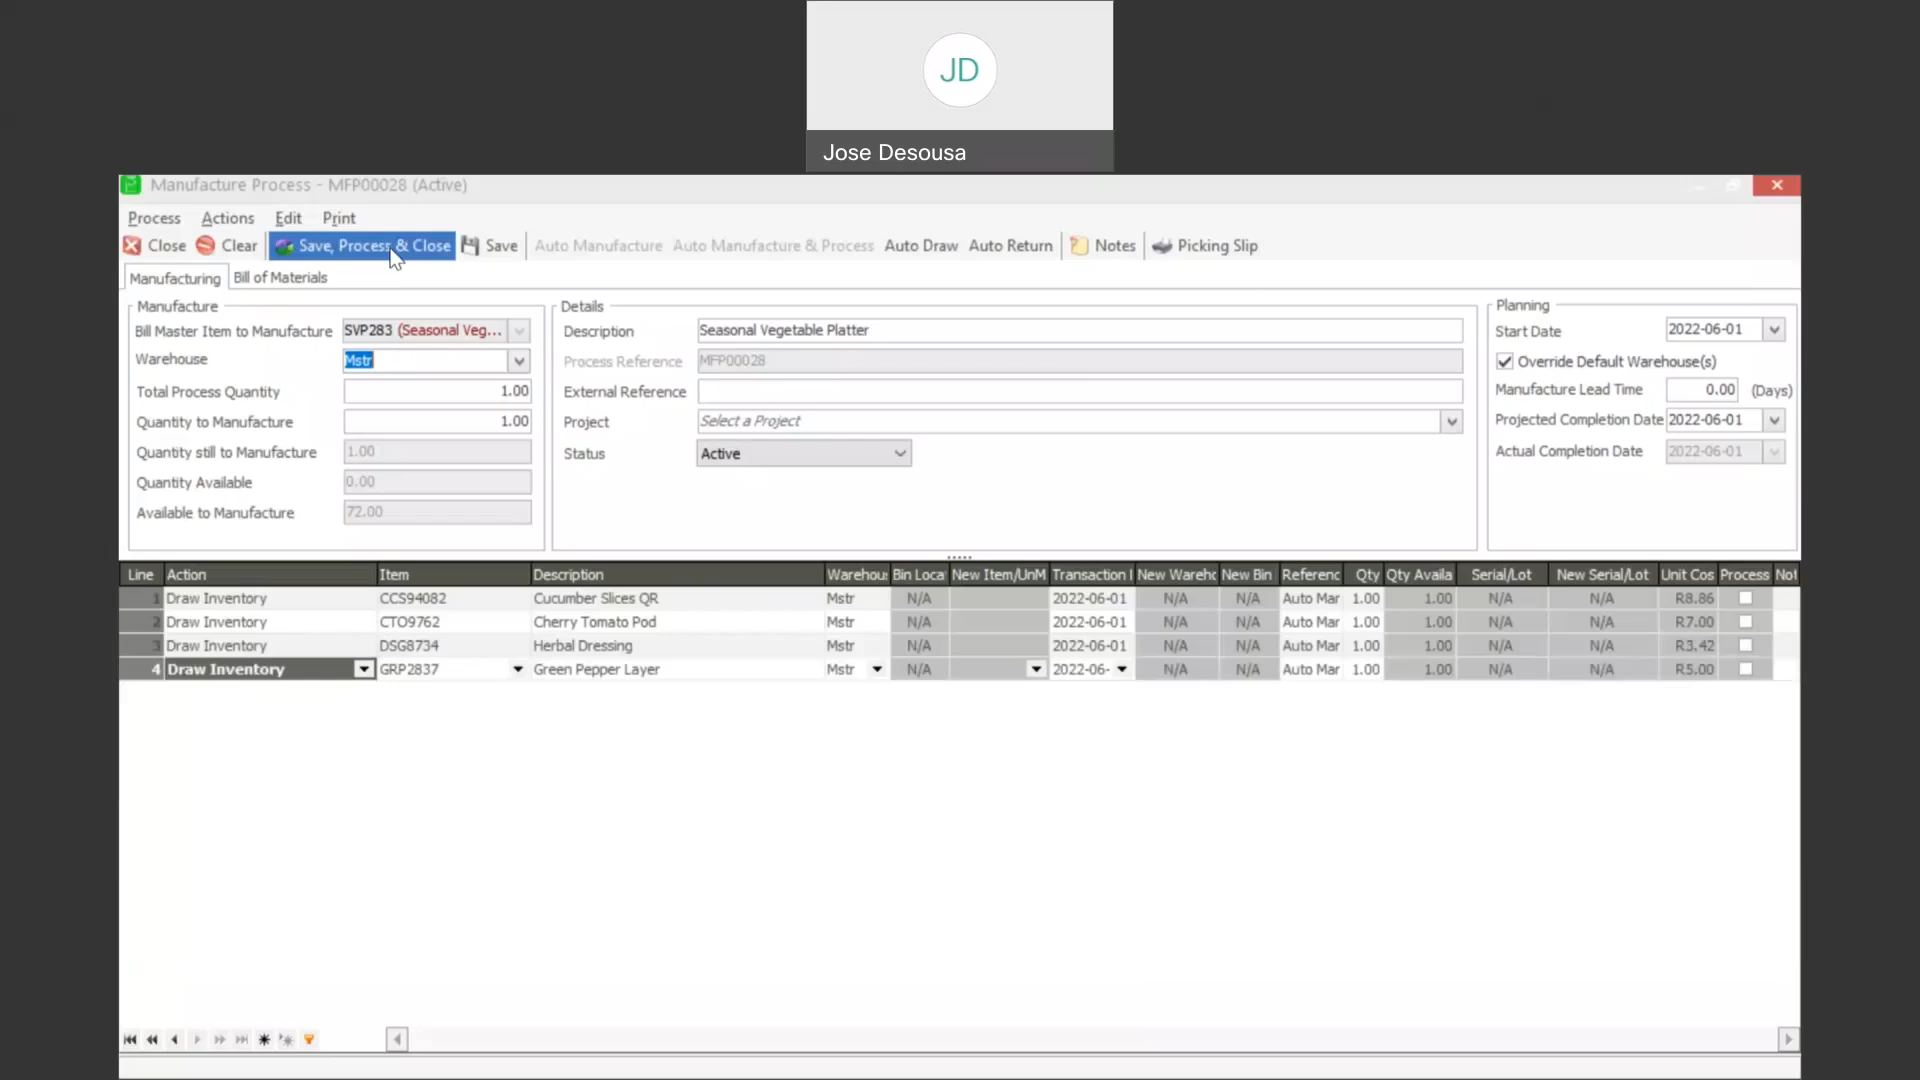 JD
Jose Desousa
Manufacture Process - MFP00028 (Active)
Process Actions Edit Print
Close Clear Save, Process & Close Save Auto Manufacture Auto Manufacture & Process Auto Draw Auto Return Notes Picking Slip
Manufacturing Bill of Materials
Manufacture
Bill Master Item to Manufacture SVP283 (Seasonal Veg...
Warehouse Mstr
Total Process Quantity 1.00
Quantity to Manufacture 1.00
Quantity still to Manufacture 1.00
Quantity Available 0.00
Available to Manufacture 72.00
Details
Description Seasonal Vegetable Platter
Process Reference MFP00028
External Reference
Project Select a Project
Status Active
Planning
Start Date 2022-06-01
Override Default Warehouse(s)
Manufacture Lead Time 0.00 (Days)
Projected Completion Date 2022-06-01
Actual Completion Date 2022-06-01
Line Action Item Description Warehou Bin Loca New Item/UnM Transaction New Warehc New Bin Referenc Qty Qty Availa Serial/Lot New Serial/Lot Unit Cos Process Not
1 Draw Inventory CCS94082 Cucumber Slices QR Mstr N/A 2022-06-01 N/A N/A Auto Mar 1.00 1.00 N/A N/A R8.86
2 Draw Inventory CTO9762 Cherry Tomato Pod Mstr N/A 2022-06-01 N/A N/A Auto Mar 1.00 1.00 N/A N/A R7.00
3 Draw Inventory DSG8734 Herbal Dressing Mstr N/A 2022-06-01 N/A N/A Auto Mar 1.00 1.00 N/A N/A R3.42
4 Draw Inventory GRP2837 Green Pepper Layer Mstr N/A 2022-06- N/A N/A Auto Mar 1.00 1.00 N/A N/A R5.00